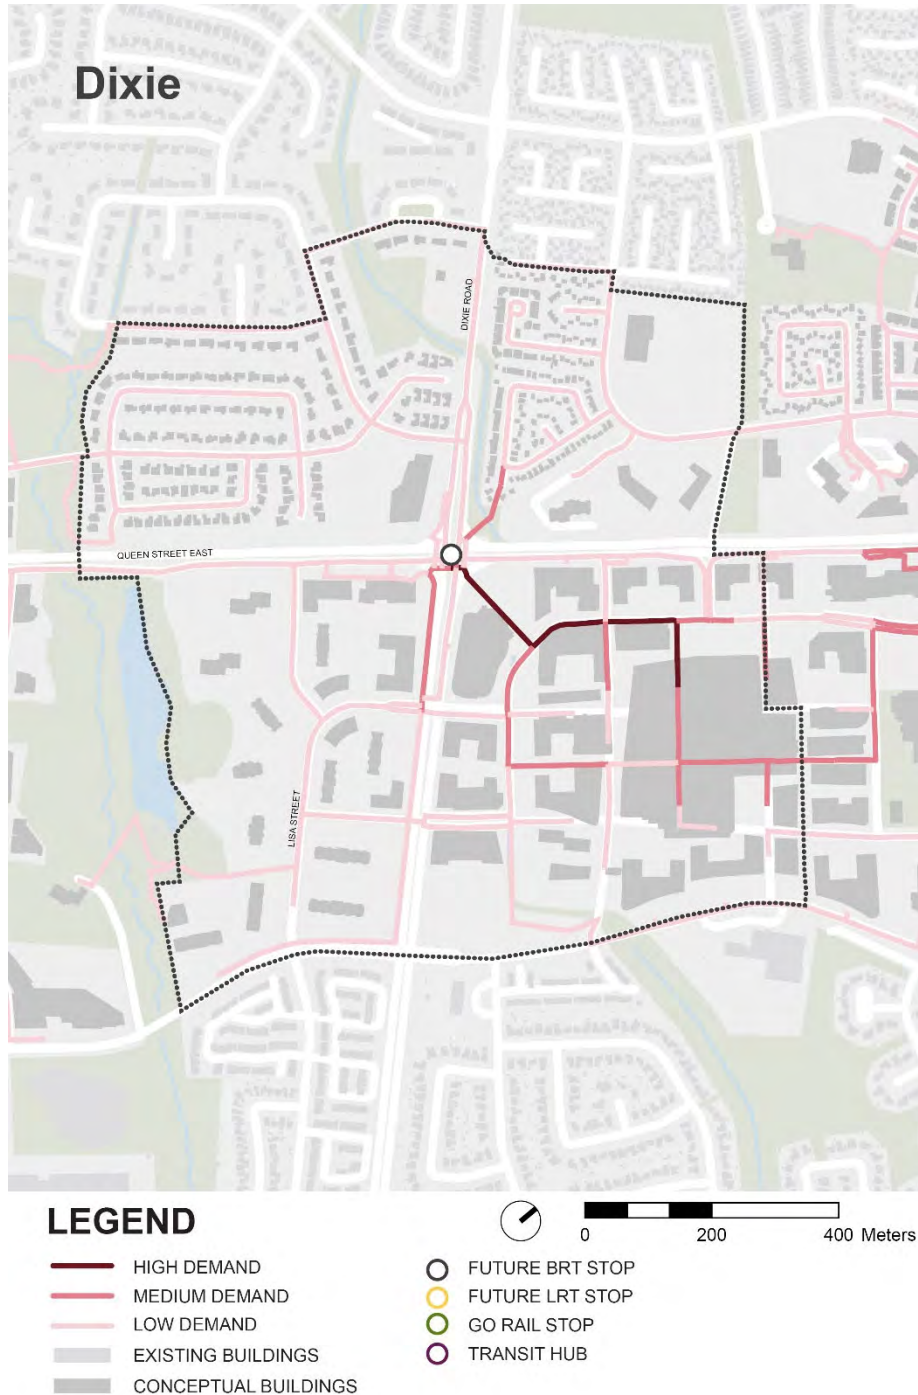 Dixie
DIXIE ROAD
QUEEN STREET EAST
LISA STREET
LEGEND
0 200 400 Meters
HIGH DEMAND
MEDIUM DEMAND
LOW DEMAND
EXISTING BUILDINGS
CONCEPTUAL BUILDINGS
FUTURE BRT STOP
FUTURE LRT STOP
GO RAIL STOP
TRANSIT HUB